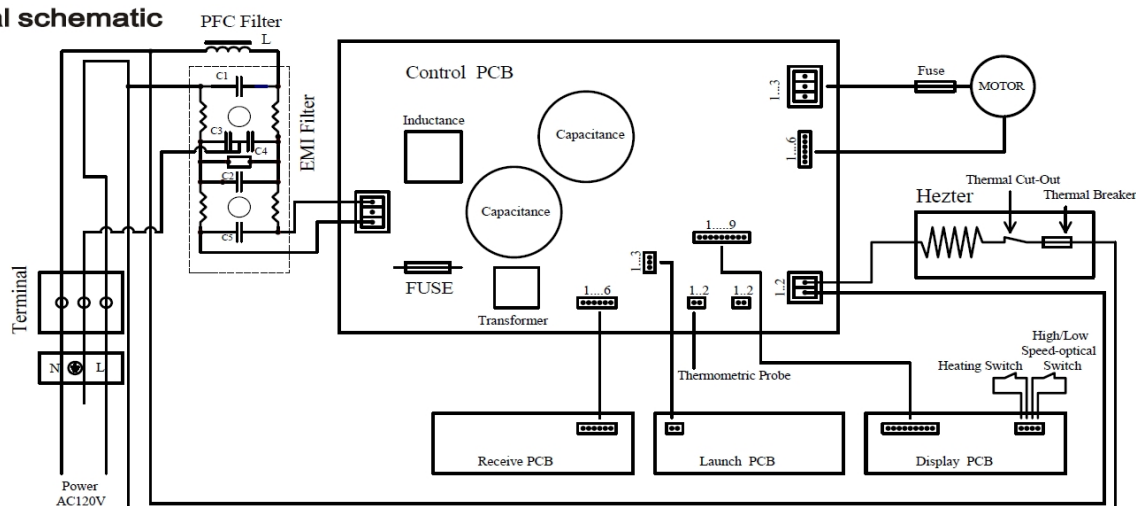 al schematic
PFC Filter
L
C1
C3
C4
C2
C5
EMI Filter
Control PCB
Inductance
Capacitance
Capacitance
FUSE
Transformer
1...3
1....6
Fuse
MOTOR
Thermal Cut-Out
Thermal Breaker
Hezter
1.....9
1...3
1...6
1..2
1..2
1..2
Terminal
N L
Power
AC120V
Thermometric Probe
High/Low
Speed-optical
Switch
Heating Switch
Receive PCB
Launch PCB
Display PCB